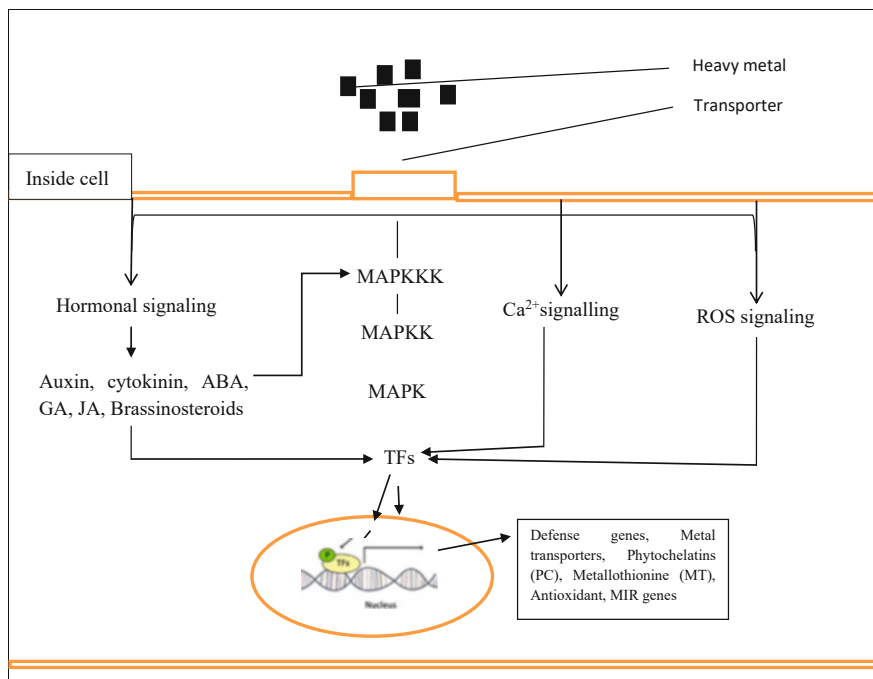 Heavy metal
Transporter
Inside cell
MAPKKK
Hormonal signaling
Ca²⁺signalling
ROS signaling
MAPKK
Auxin, cytokinin, ABA,
GA, JA, Brassinosteroids
MAPK
TFs
P
TFs
Nucleus
Defense genes, Metal
transporters, Phytochelatins
(PC), Metallothionine (MT),
Antioxidant, MIR genes